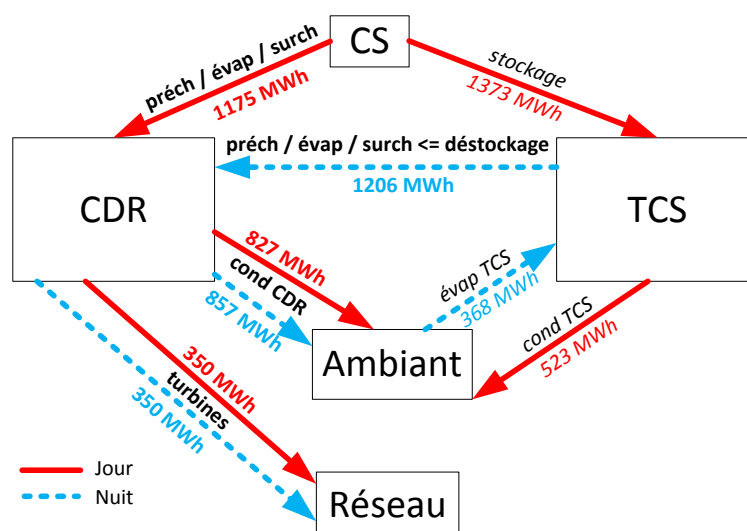 CS
préch / évap / surch
1175 MWh
stockage
1373 MWh
préch / évap / surch <= déstockage
1206 MWh
CDR
TCS
827 MWh
cond CDR
857 MWh
évap TCS
368 MWh
cond TCS
523 MWh
Ambiant
350 MWh
turbines
350 MWh
Jour
Nuit
Réseau